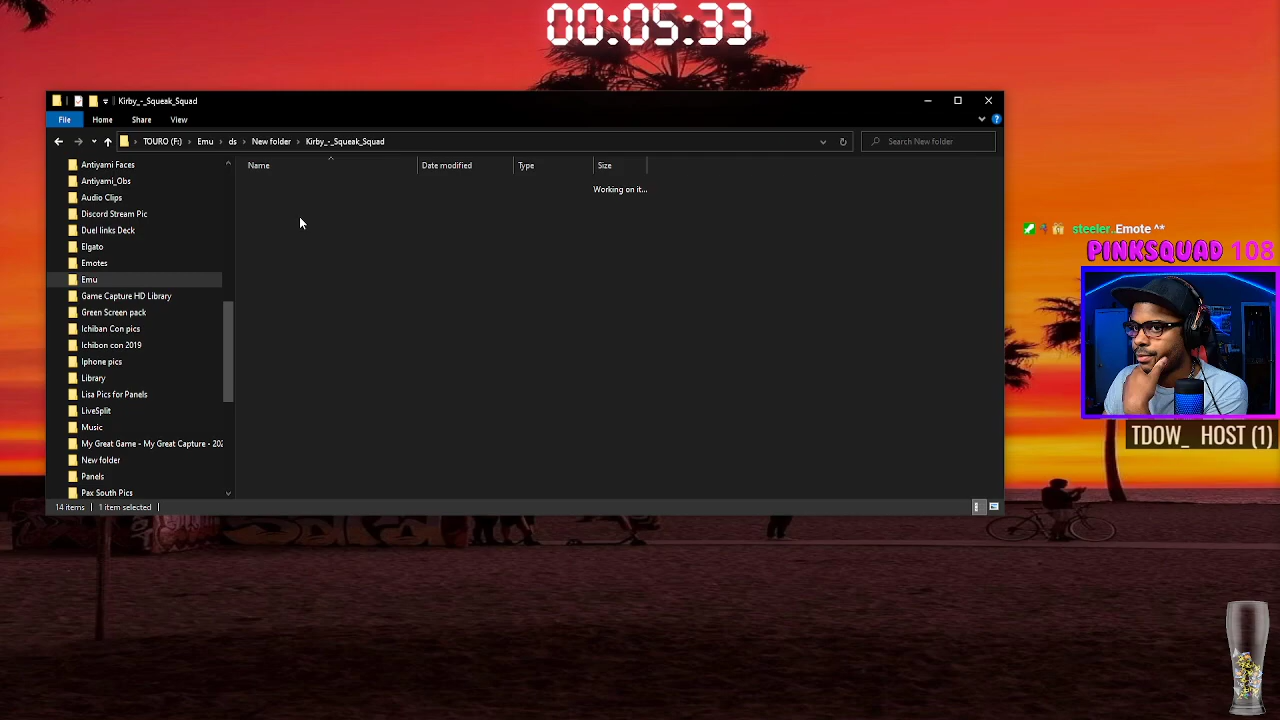 00:05:33
Kirby_-_Squeak_Squad
File Home Share View
TOURO (F:) Emu ds New folder Kirby_-_Squeak_Squad
Search New folder
Name Date modified Type Size
Working on it...
Antiyami Faces
Antiyami_Obs
Audio Clips
Discord Stream Pic
Duel links Deck
Elgato
Emotes
Emu
Game Capture HD Library
Green Screen pack
Ichiban Con pics
Ichibon con 2019
Iphone pics
Library
Lisa Pics for Panels
LiveSplit
Music
My Great Game - My Great Capture - 202
New folder
Panels
Pax South Pics
14 items 1 item selected
steeler..Emote ^^
PINKSQUAD 108
TDOW_ HOST (1)